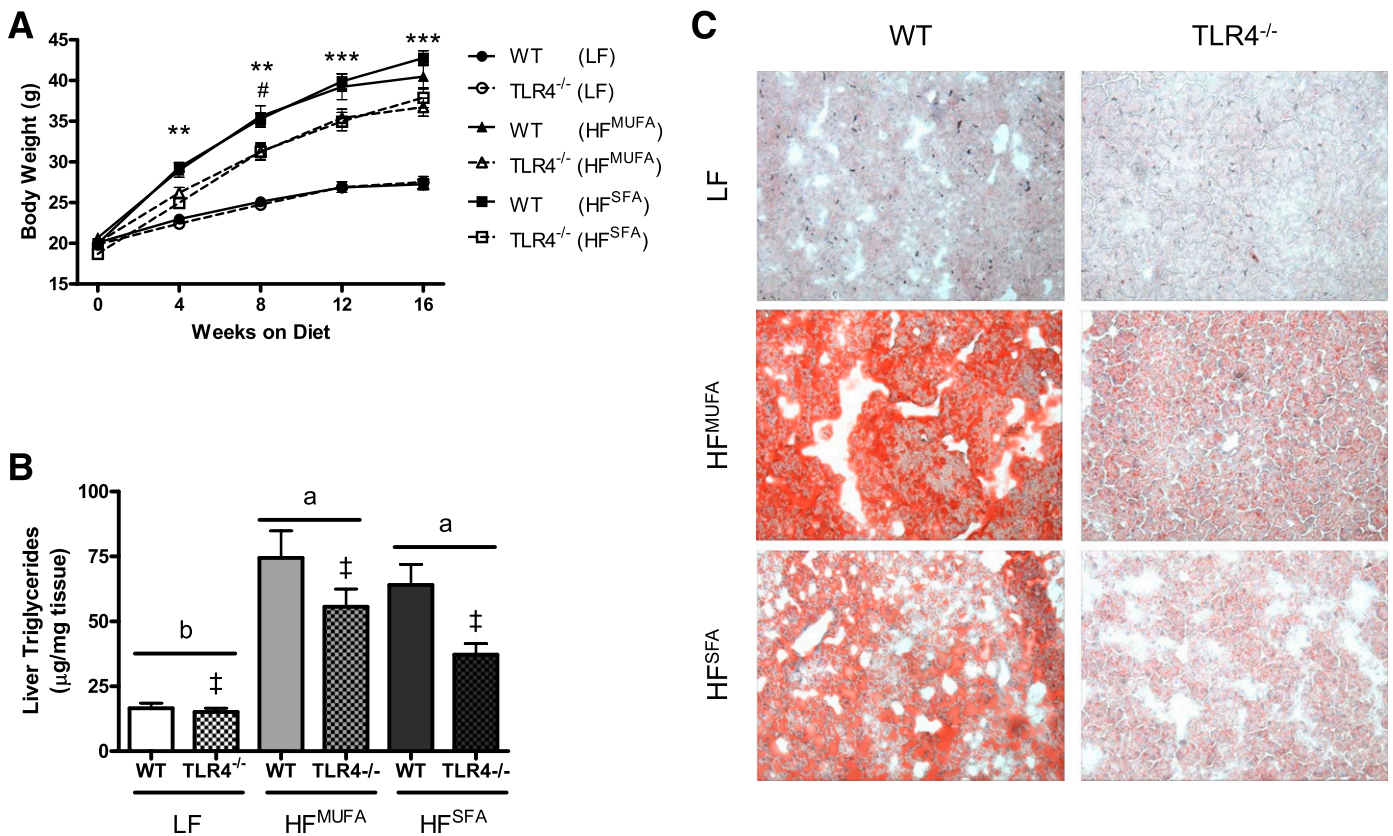 A
45
40
35
30
25
20
15
Body Weight (g)
**
**
#
***
***
0 4 8 12 16
Weeks on Diet
WT (LF)
TLR4-/- (LF)
WT (HFMUFA)
TLR4-/- (HFMUFA)
WT (HFSFA)
TLR4-/- (HFSFA)
B
100
75
50
25
0
Liver Triglycerides
(µg/mg tissue)
b
a
a
‡
‡
‡
WT TLR4-/- WT TLR4-/- WT TLR4-/-
LF HFMUFA HFSFA
C
WT TLR4-/-
LF
HFMUFA
HFSFA